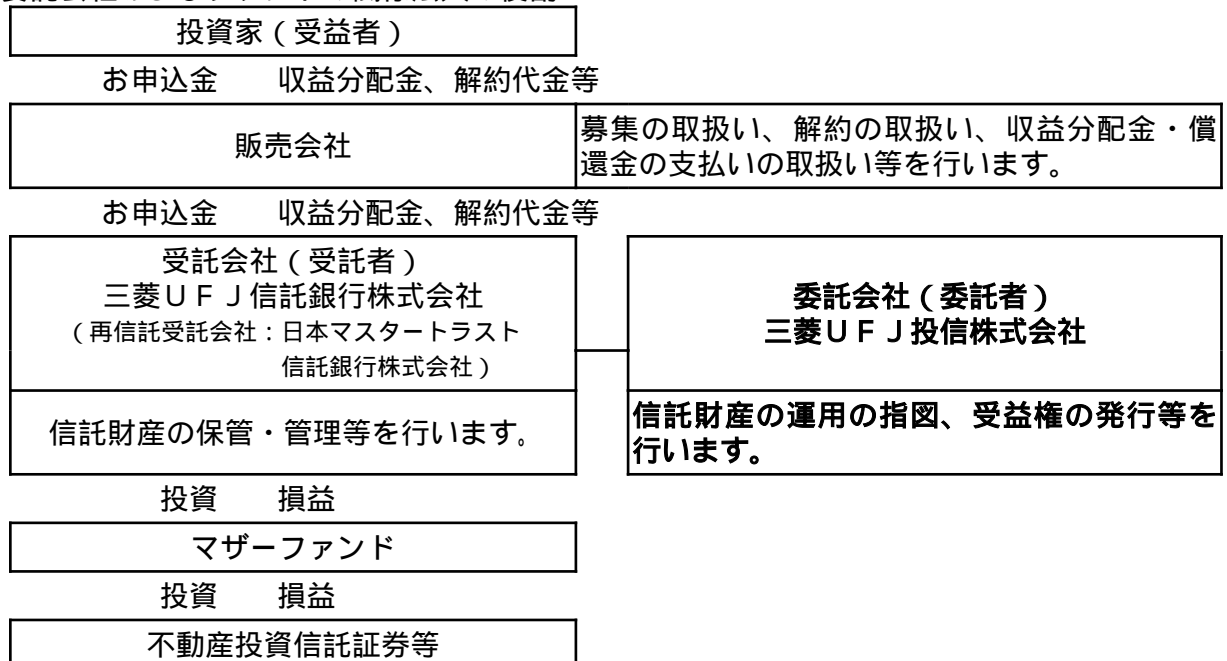 投資家（受益者）
お申込金　収益分配金、解約代金等
販売会社
募集の取扱い、解約の取扱い、収益分配金・償
還金の支払いの取扱い等を行います。
お申込金　収益分配金、解約代金等
受託会社（受託者）
三菱ＵＦＪ信託銀行株式会社
（再信託受託会社：日本マスタートラスト
信託銀行株式会社）
委託会社（委託者）
三菱ＵＦＪ投信株式会社
信託財産の保管・管理等を行います。
信託財産の運用の指図、受益権の発行等を
行います。
投資　損益
マザーファンド
投資　損益
不動産投資信託証券等